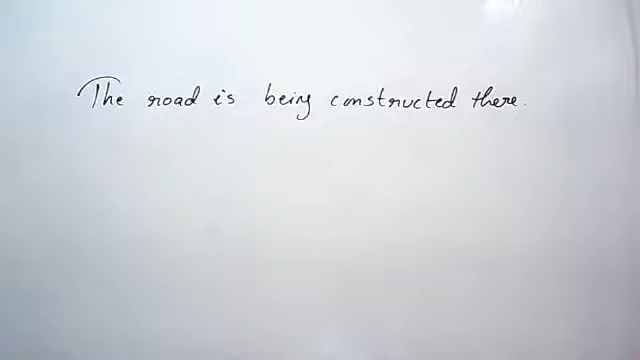 The road is being constructed there.